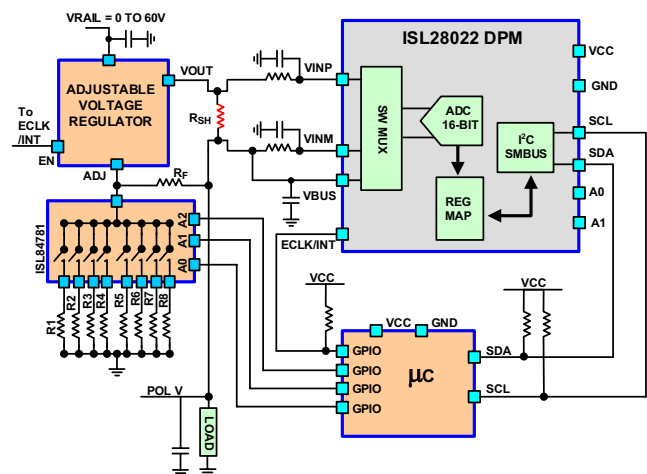 VRAIL = 0 TO 60V
ISL28022 DPM
ADJUSTABLE
VOLTAGE
REGULATOR
VOUT
VINP
VCC
GND
To
ECLK
/INT
EN
RSH
SW MUX
ADC
16-BIT
I²C
SMBUS
SCL
SDA
VINM
ADJ
RF
VBUS
REG
MAP
A0
A1
ISL84781
A2
A1
A0
ECLK/INT
R1
R2
R3
R4
R5
R6
R7
R8
VCC
VCC
VCC
GND
GPIO
GPIO
GPIO
GPIO
µC
SDA
SCL
POL V
LOAD